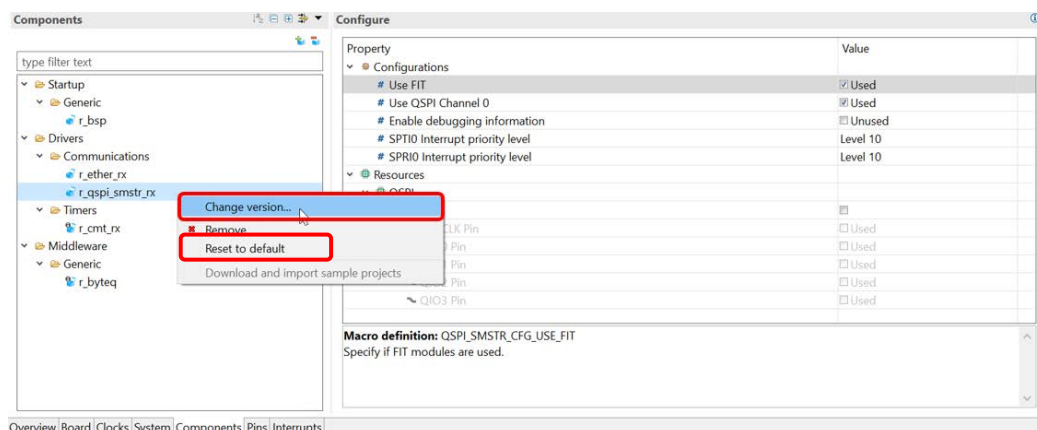 Components
Configure
type filter text
Startup
Generic
r_bsp
Drivers
Communications
r_ether_rx
r_qspi_smstr_rx
Timers
r_cmt_rx
Middleware
Generic
r_byteq
Change version...
Remove
Reset to default
Download and import sample projects
Property Value
Configurations
# Use FIT Used
# Use QSPI Channel 0 Used
# Enable debugging information Unused
# SPTI0 Interrupt priority level Level 10
# SPRI0 Interrupt priority level Level 10
Resources
QSPI
CLK Pin Used
Pin Used
Pin Used
Pin Used
QIO3 Pin Used
Macro definition: QSPI_SMSTR_CFG_USE_FIT
Specify if FIT modules are used.
Overview Board Clocks System Components Pins Interrupts